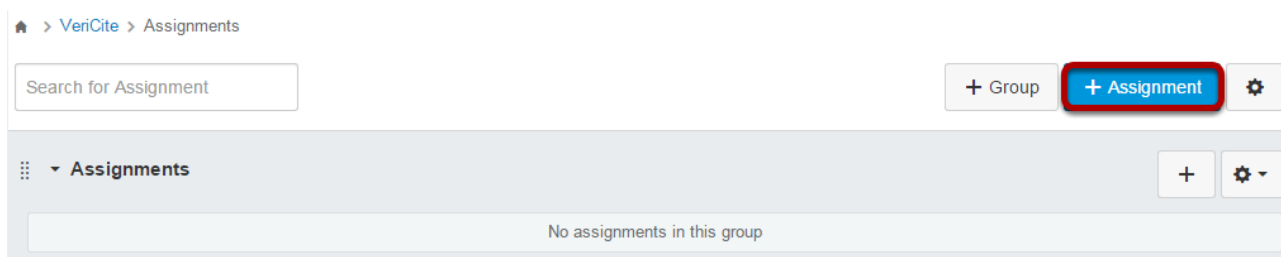 > VeriCite > Assignments
Search for Assignment
+ Group
+ Assignment
Assignments
+
No assignments in this group